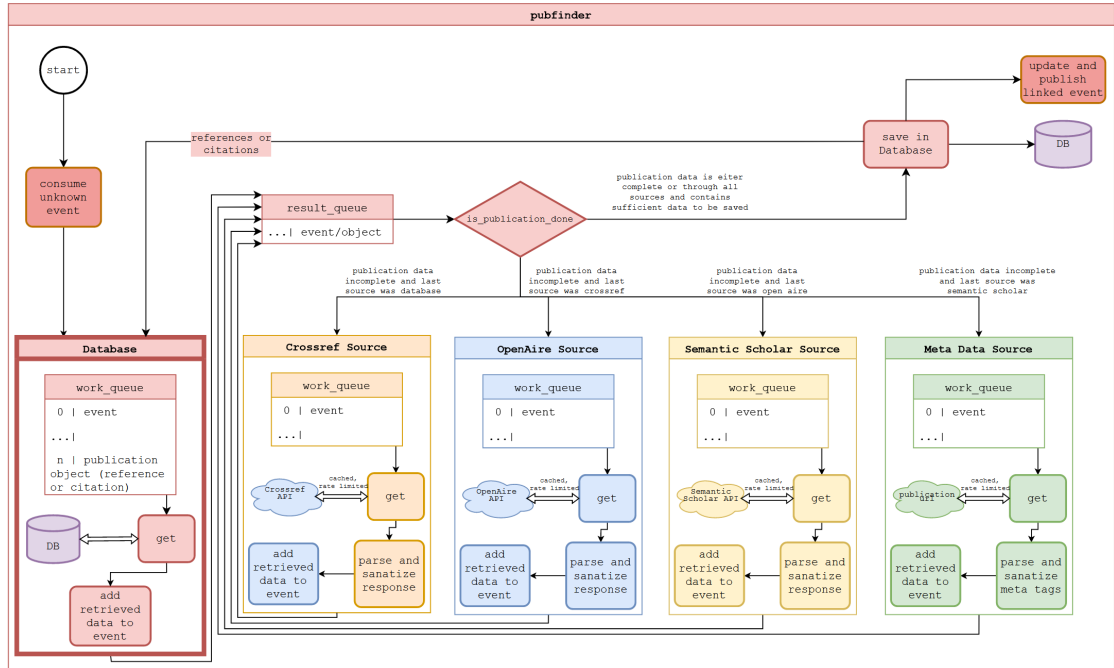 pubfinder
start
update and
publish
linked event
references or
citations
save in
Database
DB
consume
unknown
event
publication data is eiter
complete or through all
sources and contains
sufficient data to be saved
result_queue
...| event/object
is_publication_done
publication data
incomplete and last
source was database
publication data
incomplete and last
source was crossref
publication data
incomplete and last
source was open aire
publication data incomplete
and last source was
semantic scholar
Database
work_queue
0 | event
...|
n | publication
object (reference
or citation)
DB
get
add
retrieved
data to
event
Crossref Source
work_queue
0 | event
...|
Crossref
API
cached,
rate limited
get
add
retrieved
data to
event
parse and
sanatize
response
OpenAire Source
work_queue
0 | event
...|
OpenAire
API
cached,
rate limited
get
add
retrieved
data to
event
parse and
sanatize
response
Semantic Scholar Source
work_queue
0 | event
...|
Semantic
Scholar API
cached,
rate limited
get
add
retrieved
data to
event
parse and
sanatize
response
Meta Data Source
work_queue
0 | event
...|
publication
url
cached,
rate limited
get
add
retrieved
data to
event
parse and
sanatize
meta tags